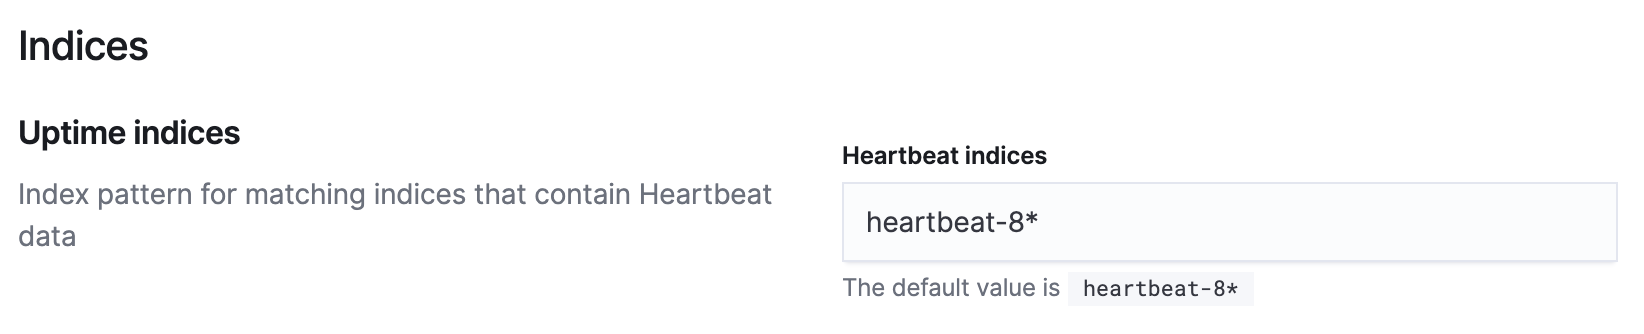 Indices
Uptime indices
Index pattern for matching indices that contain Heartbeat
data
Heartbeat indices
heartbeat-8*
The default value is heartbeat-8*